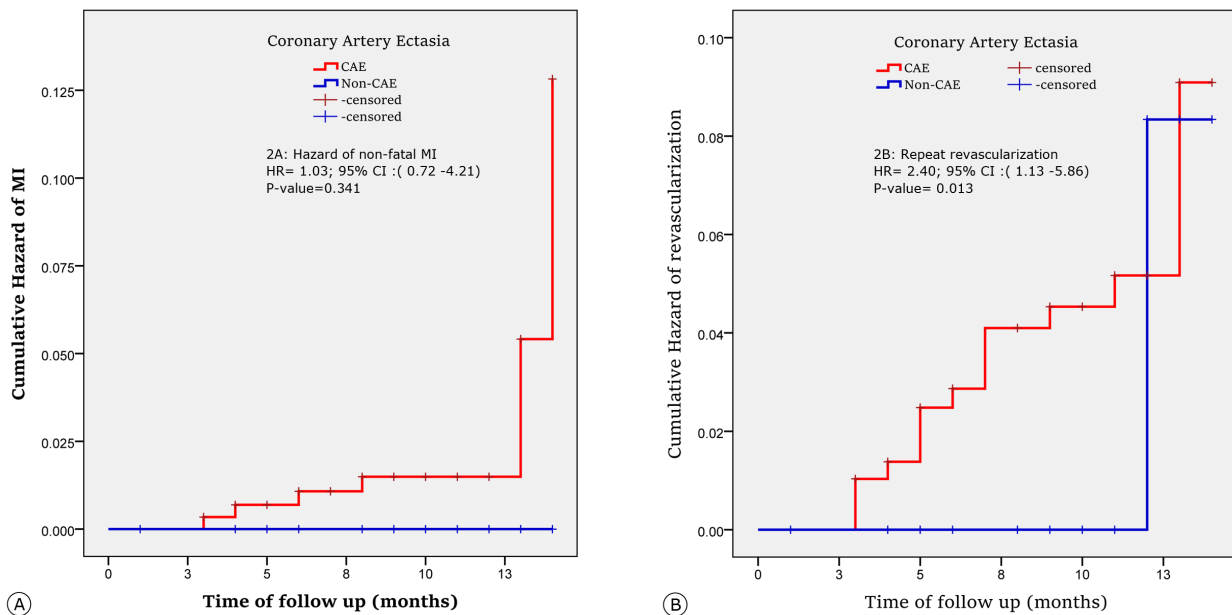 Coronary Artery Ectasia
CAE
Non-CAE
-censored
-censored
2A: Hazard of non-fatal MI
HR= 1.03; 95% CI :( 0.72 -4.21)
P-value=0.341
Cumulative Hazard of MI
0.125
0.100
0.075
0.050
0.025
0.000
0 3 5 8 10 13
Time of follow up (months)
A
Coronary Artery Ectasia
CAE censored
Non-CAE -censored
2B: Repeat revascularization
HR= 2.40; 95% CI :( 1.13 -5.86)
P-value= 0.013
Cumulative Hazard of revascularization
0.10
0.08
0.06
0.04
0.02
0.00
0 3 5 8 10 13
Time of follow up (months)
B